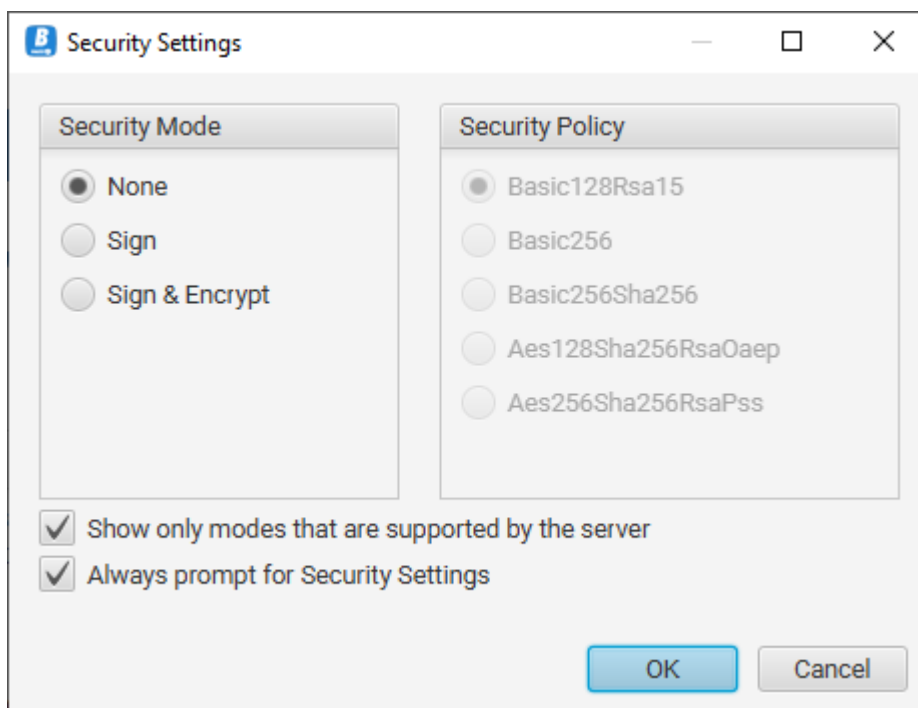 Security Settings
Security Mode
None
Sign
Sign & Encrypt
Security Policy
Basic128Rsa15
Basic256
Basic256Sha256
Aes128Sha256RsaOaep
Aes256Sha256RsaPss
Show only modes that are supported by the server
Always prompt for Security Settings
OK
Cancel